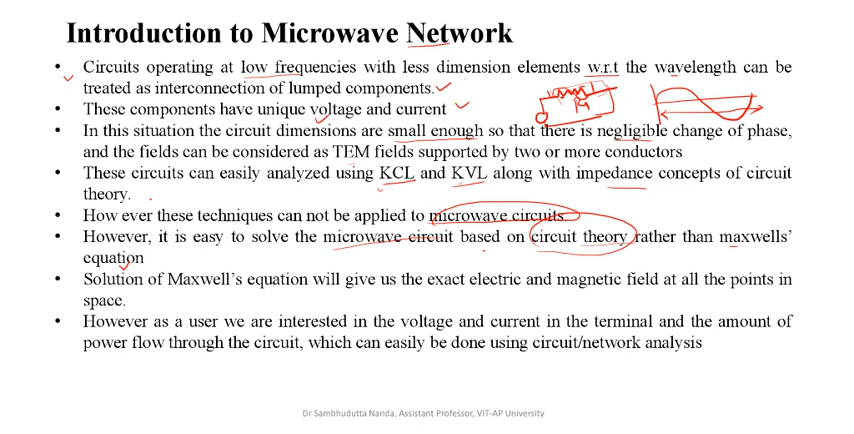 Introduction to Microwave Network
• Circuits operating at low frequencies with less dimension elements w.r.t the wavelength can be
treated as interconnection of lumped components.
• These components have unique voltage and current
• In this situation the circuit dimensions are small enough so that there is negligible change of phase,
and the fields can be considered as TEM fields supported by two or more conductors
• These circuits can easily analyzed using KCL and KVL along with impedance concepts of circuit
theory.
• How ever these techniques can not be applied to microwave circuits.
• However, it is easy to solve the microwave circuit based on circuit theory rather than maxwells’
equation
• Solution of Maxwell’s equation will give us the exact electric and magnetic field at all the points in
space.
• However as a user we are interested in the voltage and current in the terminal and the amount of
power flow through the circuit, which can easily be done using circuit/network analysis
Dr Sambhudutta Nanda, Assistant Professor, VIT-AP University